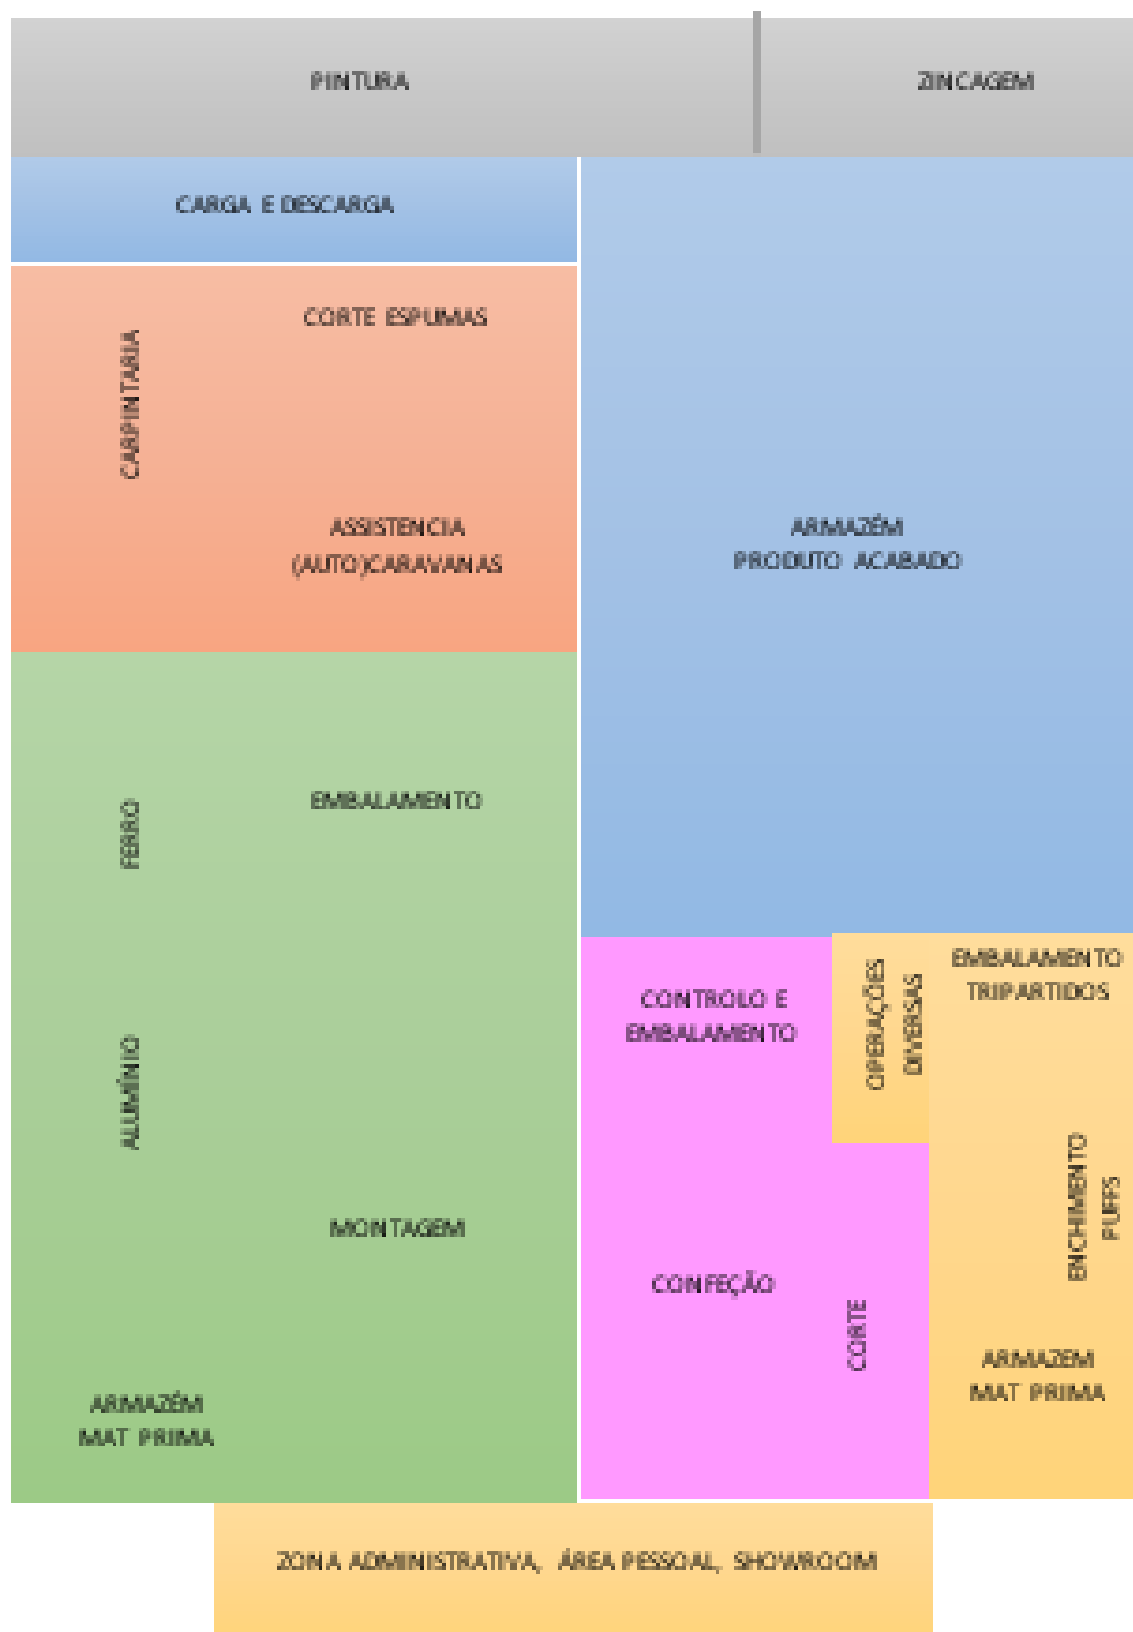 PINTURA
ZINCAGEM
CARGA E DESCARGA
CARPINTARIA
CORTE ESPUMAS
ASSISTENCIA
(AUTO)CARAVANAS
ARMAZÉM
PRODUTO ACABADO
FERRO
EMBALAMENTO
ALUMÍNIO
MONTAGEM
ARMAZÉM
MAT PRIMA
CONTROLO E
EMBALAMENTO
OPERAÇÕES
DIVERSAS
EMBALAMENTO
TRIPARTIDOS
ENCHIMENTO
PUFFS
CONFEÇÃO
CORTE
ARMAZEM
MAT PRIMA
ZONA ADMINISTRATIVA, ÁREA PESSOAL, SHOWROOM